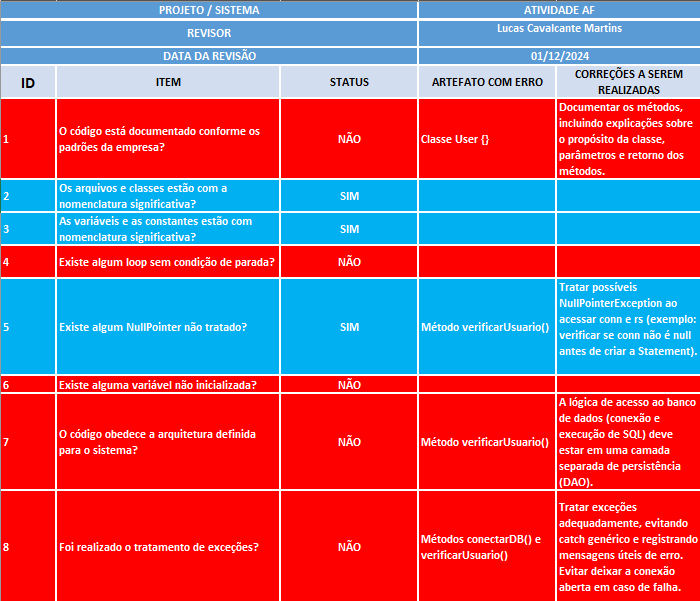 PROJETO / SISTEMA ATIVIDADE AF
REVISOR Lucas Cavalcante Martins
DATA DA REVISÃO 01/12/2024
ID ITEM STATUS ARTEFATO COM ERRO CORREÇÕES A SEREM
REALIZADAS
1
O código está documentado conforme os
padrões da empresa?
NÃO
Classe User {}
Documentar os métodos,
incluindo explicações sobre
o propósito da classe,
parâmetros e retorno dos
métodos.
2
Os arquivos e classes estão com a
nomenclatura significativa?
SIM
3
As variáveis e as constantes estão com
nomenclatura significativa?
SIM
4
Existe algum loop sem condição de parada?
NÃO
5
Existe algum NullPointer não tratado?
SIM
Método verificarUsuario()
Tratar possíveis
NullPointerException ao
acessar conn e rs (exemplo:
verificar se conn não é null
antes de criar a Statement).
6
Existe alguma variável não inicializada?
NÃO
7
O código obedece a arquitetura definida
para o sistema?
NÃO
Método verificarUsuario()
A lógica de acesso ao banco
de dados (conexão e
execução de SQL) deve
estar em uma camada
separada de persistência
(DAO).
8
Foi realizado o tratamento de exceções?
NÃO
Métodos conectarDB() e
verificarUsuario()
Tratar exceções
adequadamente, evitando
catch genérico e registrando
mensagens úteis de erro.
Evitar deixar a conexão
aberta em caso de falha.